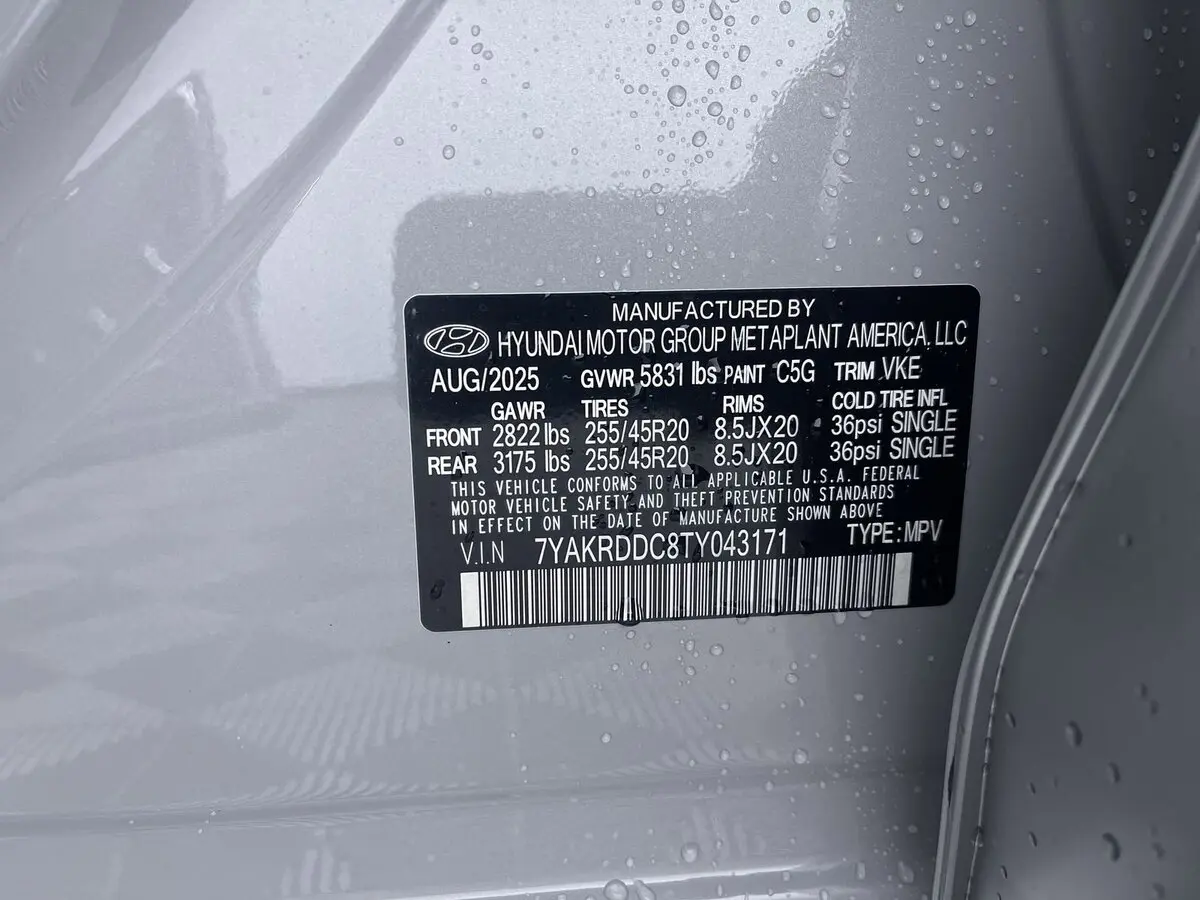 MANUFACTURED BY
HYUNDAI MOTOR GROUP METAPLANT AMERICA, LLC
AUG/2025 GVWR 5831 lbs PAINT C5G TRIM VKE
GAWR TIRES RIMS COLD TIRE INFL
FRONT 2822 lbs 255/45R20 8.5JX20 36psi SINGLE
REAR 3175 lbs 255/45R20 8.5JX20 36psi SINGLE
THIS VEHICLE CONFORMS TO ALL APPLICABLE U.S.A. FEDERAL
MOTOR VEHICLE SAFETY AND THEFT PREVENTION STANDARDS
IN EFFECT ON THE DATE OF MANUFACTURE SHOWN ABOVE
V.I.N 7YAKRDDC8TY043171 TYPE:MPV